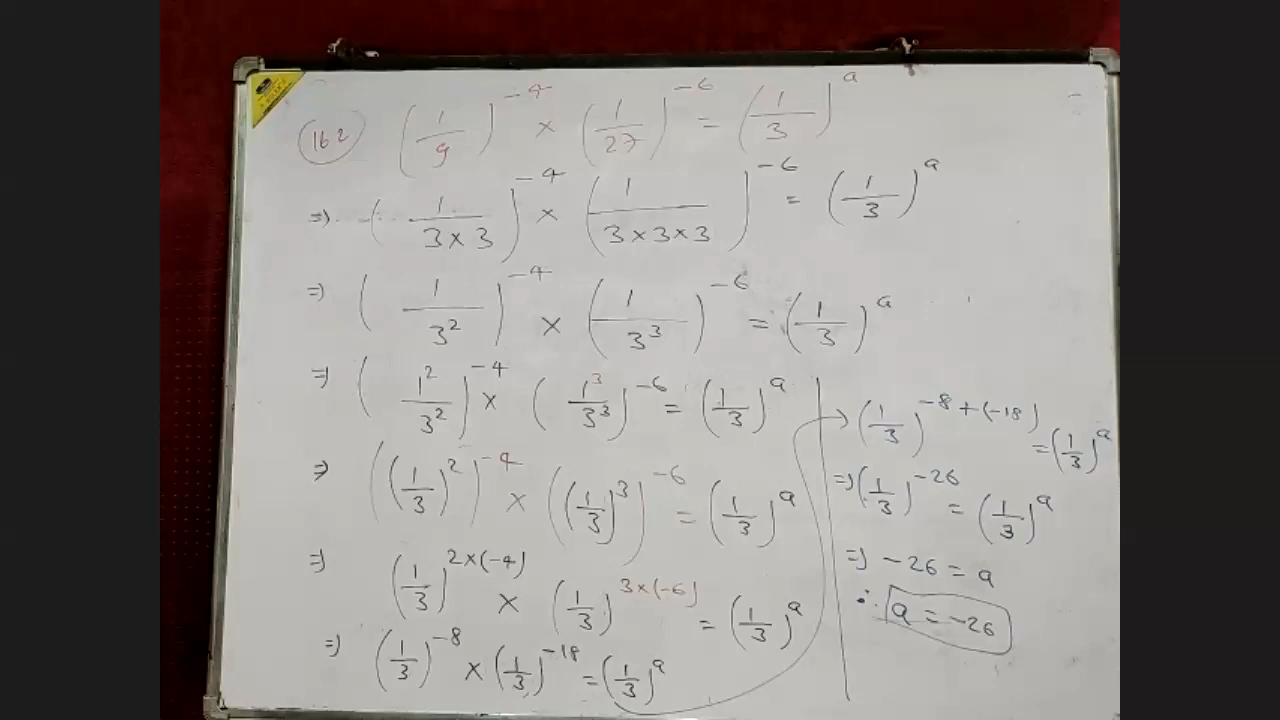 162 (1/9)^-4 × (1/27)^-6 = (1/3)^a
=) (1/(3×3))^-4 × (1/(3×3×3))^-6 = (1/3)^a
=) (1/3²)^-4 × (1/3³)^-6 = (1/3)^a
=) (1²/3²)^-4 × (1³/3³)^-6 = (1/3)^a
=) ((1/3)²)^-4 × ((1/3)³)^-6 = (1/3)^a
=) (1/3)^2×(-4) × (1/3)^3×(-6) = (1/3)^a
=) (1/3)^-8 × (1/3)^-18 = (1/3)^a
(1/3)^-8+(-18) = (1/3)^a
=) (1/3)^-26 = (1/3)^a
=) -26 = a
∴ a = -26